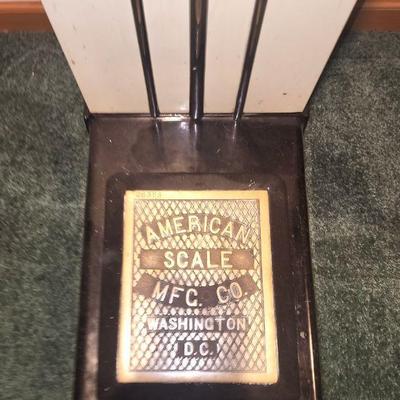 AMERICAN
SCALE
MFG. CO.
WASHINGTON
D.C.